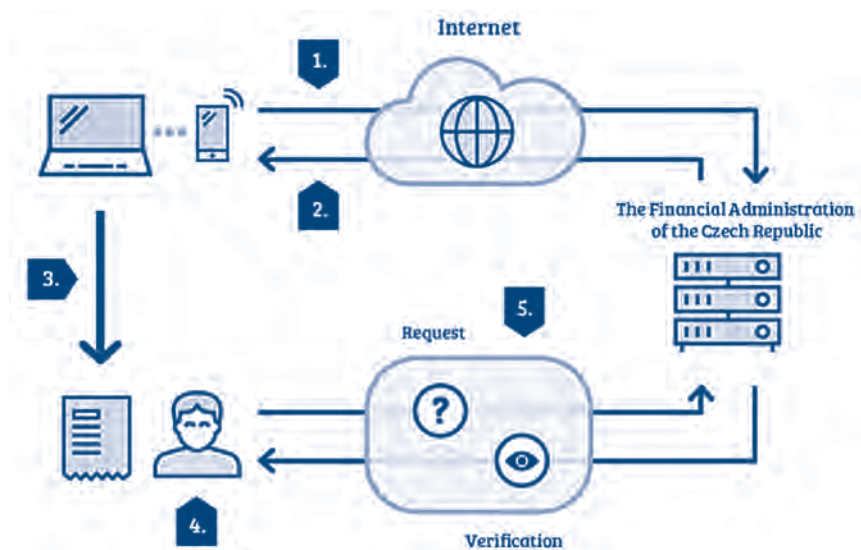 Internet
1.
2.
The Financial Administration
of the Czech Republic
3.
5.
Request
?
4.
Verification